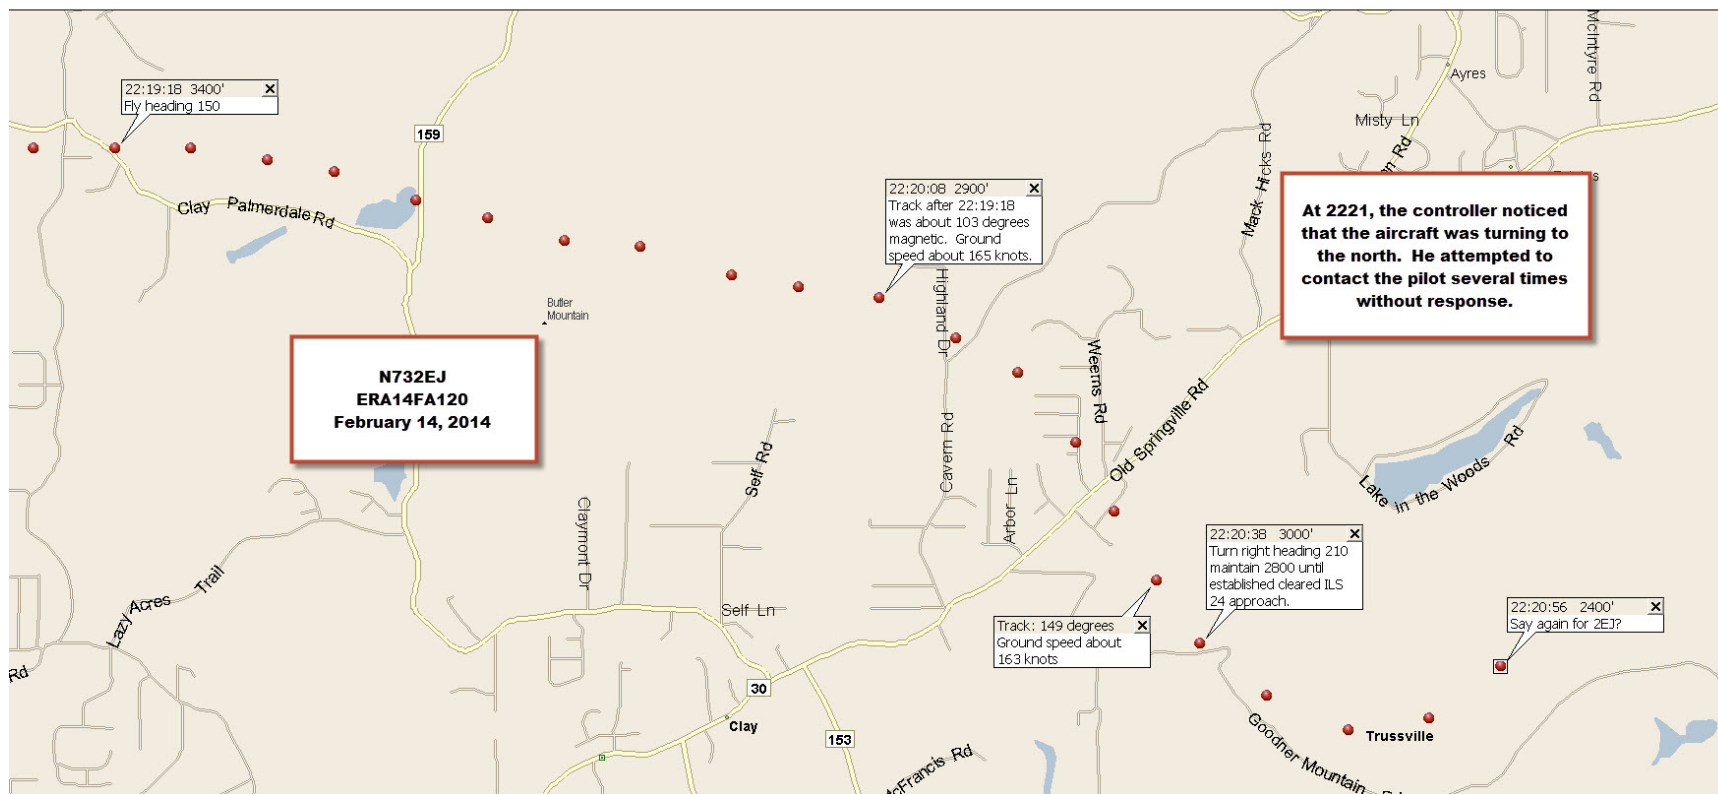 22:19:18 3400'
Fly heading 150
159
Clay Palmerdale Rd
Butler
Mountain
N732EJ
ERA14FA120
February 14, 2014
22:20:08 2900'
Track after 22:19:18
was about 103 degrees
magnetic. Ground
speed about 165 knots.
Highland Dr
Mack Hicks Rd
McIntyre Rd
Ayres
Misty Ln
Rd
At 2221, the controller noticed
that the aircraft was turning to
the north. He attempted to
contact the pilot several times
without response.
Weems Rd
Old Springville Rd
Cavern Rd
Arbor Ln
Self Rd
Claymont Dr
Self Ln
Lazy Acres Trail
Rd
Lake in the Woods Rd
22:20:38 3000'
Turn right heading 210
maintain 2800 until
established cleared ILS
24 approach.
Track: 149 degrees
Ground speed about
163 knots
22:20:56 2400'
Say again for 2EJ?
30
Clay
153
McFrancis Rd
Goodner Mountain
Trussville